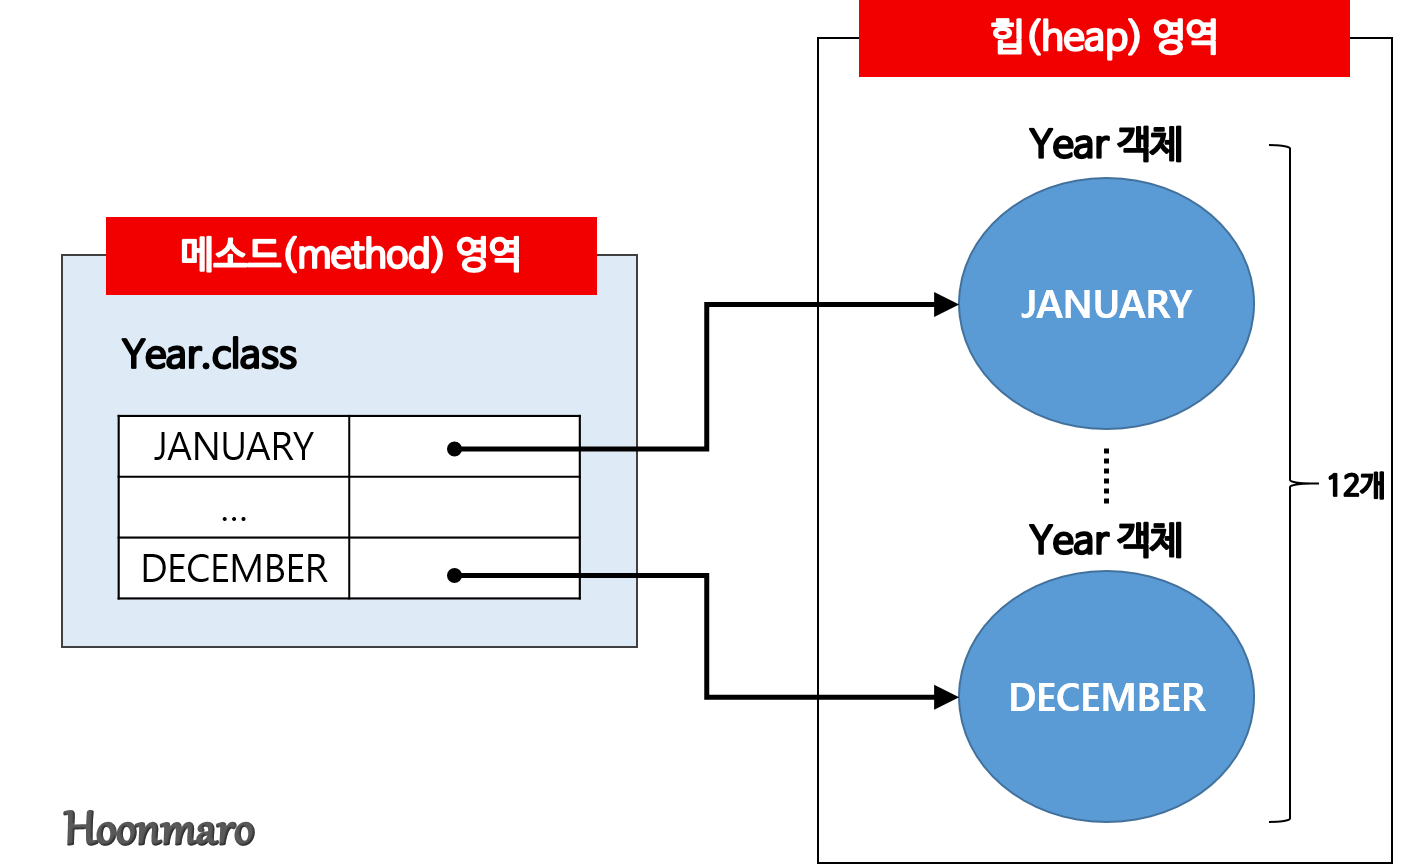 힙(heap) 영역
Year 객체
JANUARY
Year 객체
DECEMBER
12개
메소드(method) 영역
Year.class
JANUARY
...
DECEMBER
Hoonmaro